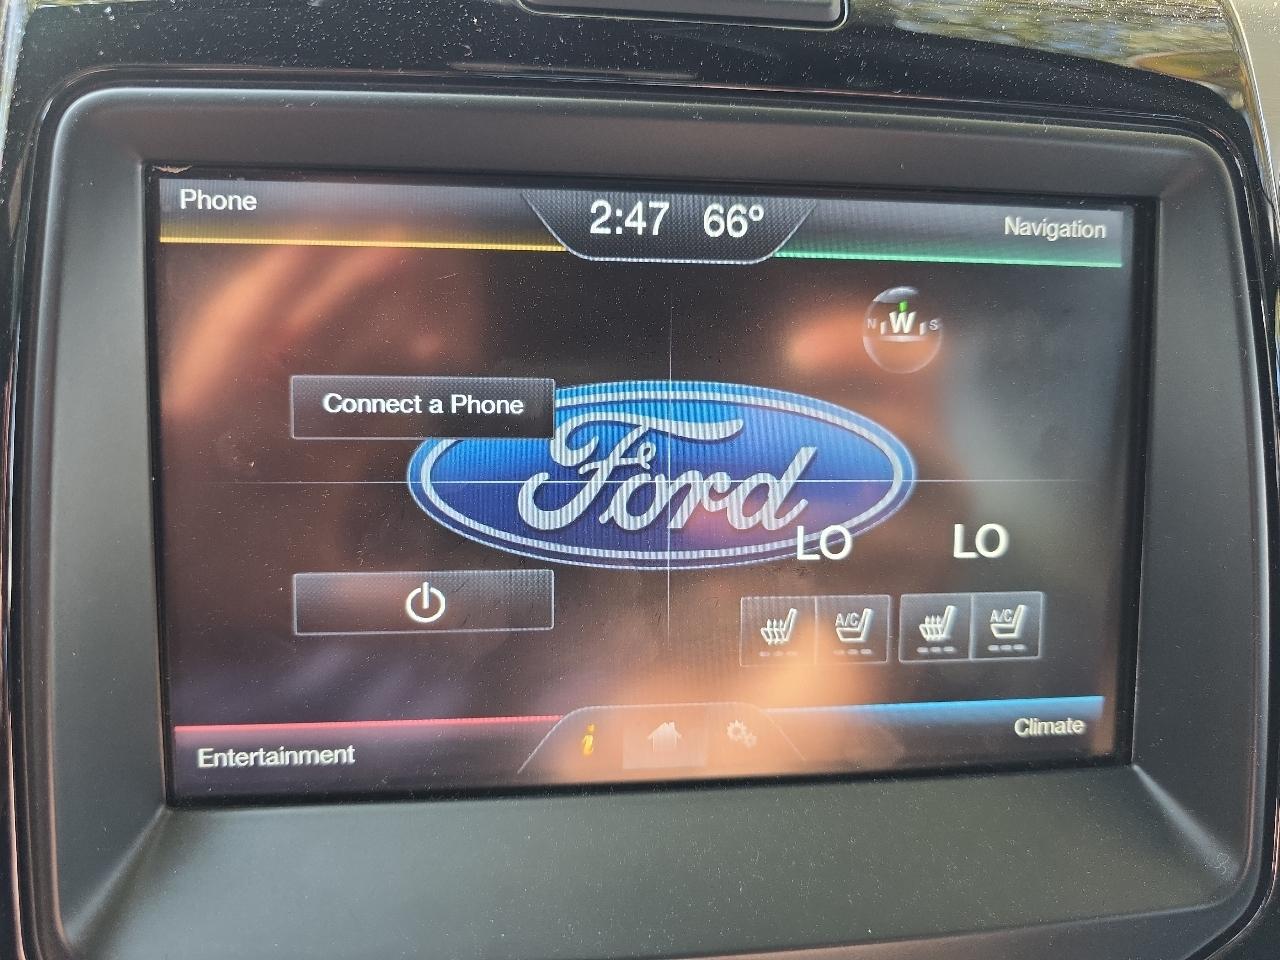 Phone
2:47 66°
Navigation
N W S
Connect a Phone
Ford
LO LO
A/C A/C
i
Entertainment
Climate